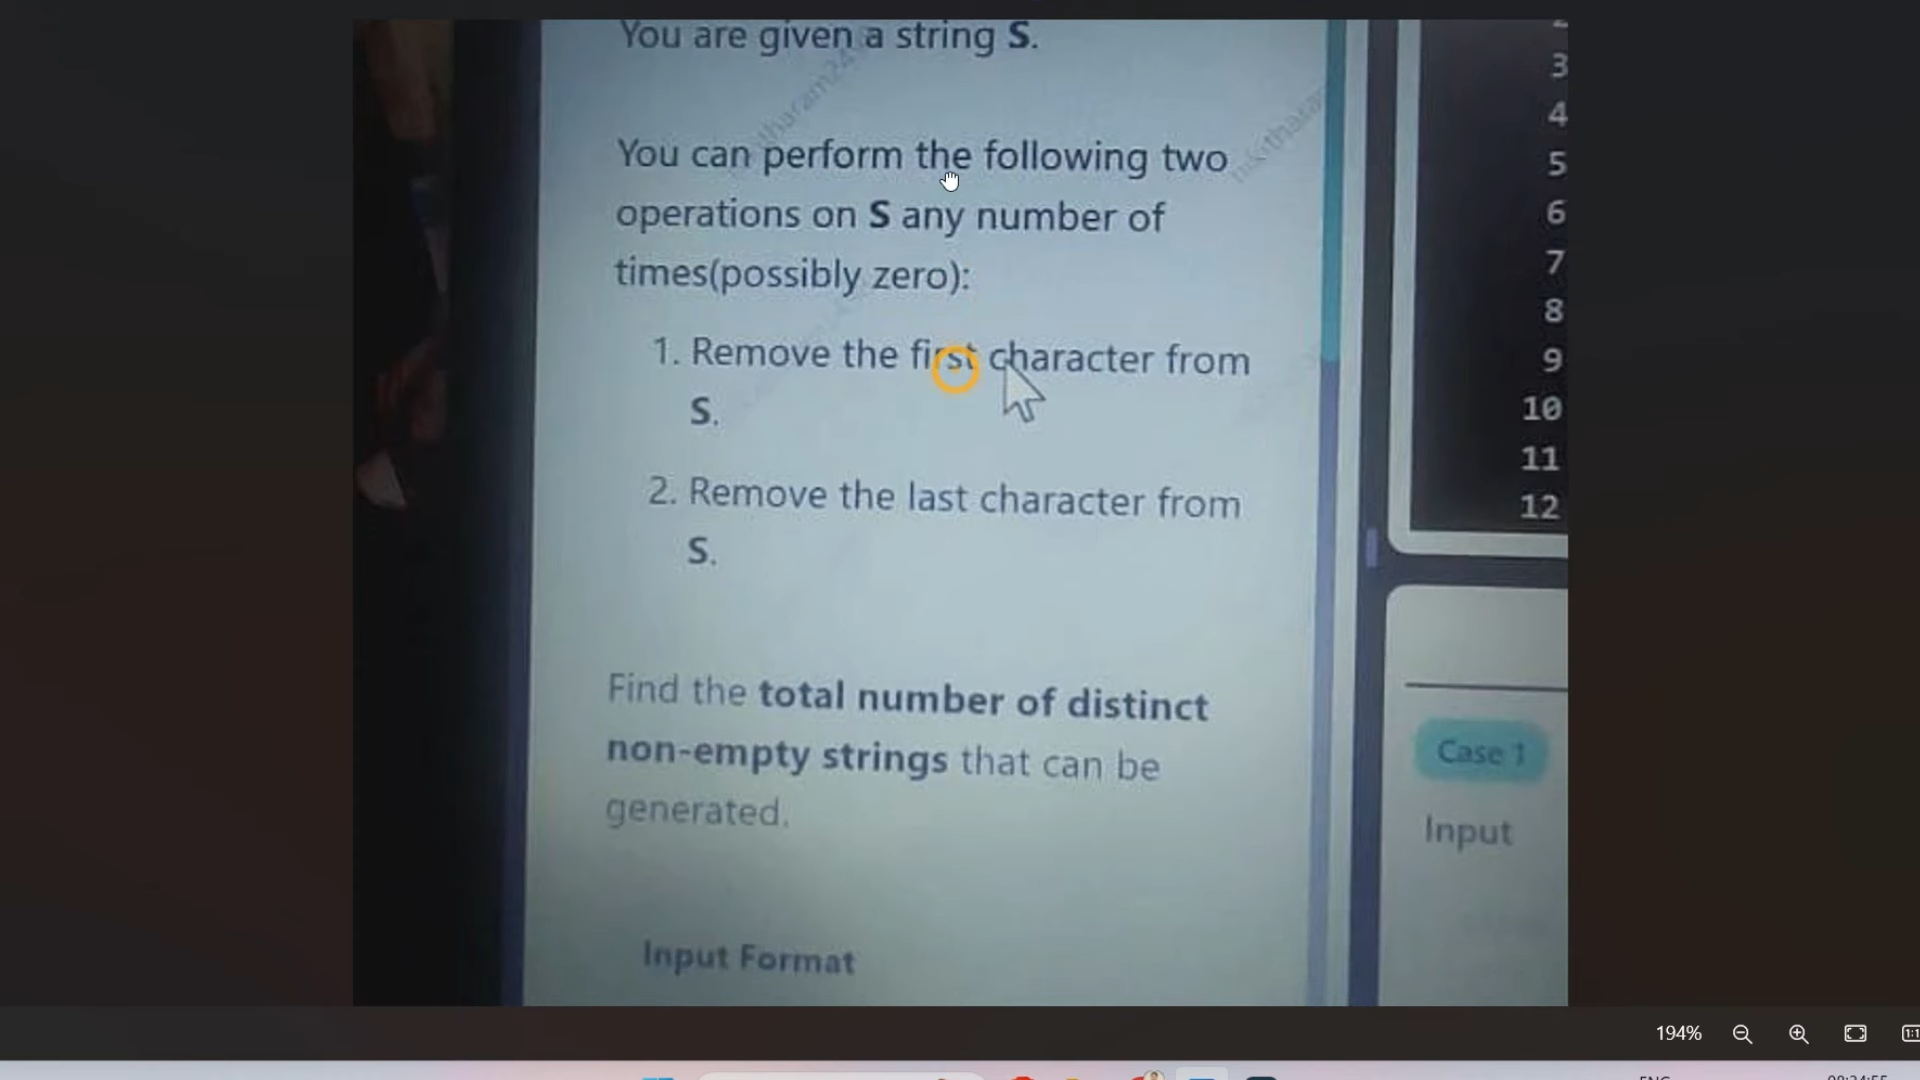 You are given a string S.
You can perform the following two
operations on S any number of
times(possibly zero):
1. Remove the first character from
S.
2. Remove the last character from
S.
Find the total number of distinct
non-empty strings that can be
generated.
Input Format
3
4
5
6
7
8
9
10
11
12
Case 1
Input
194%